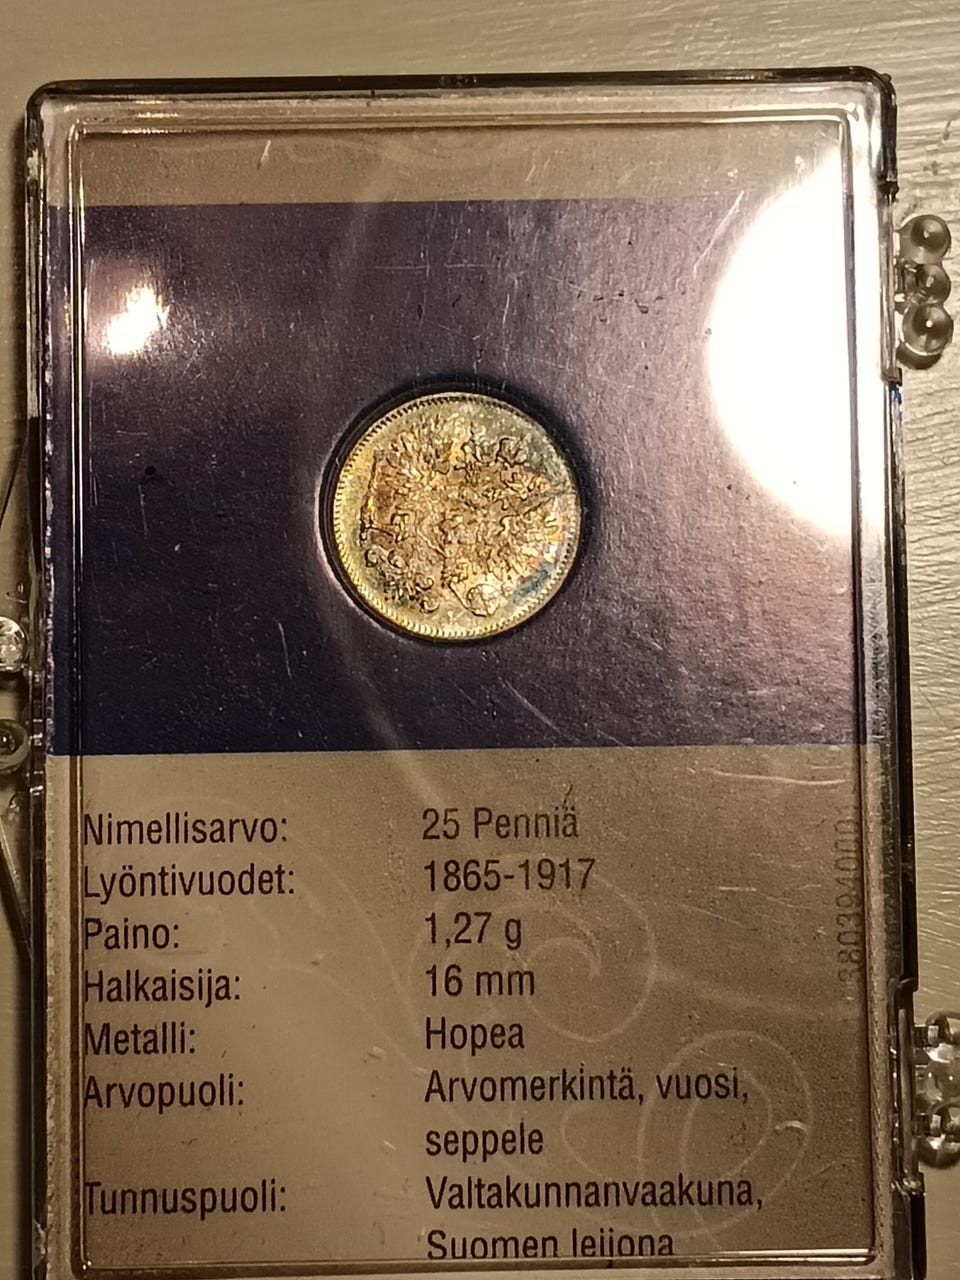 Nimellisarvo: 25 Penniä
Lyöntivuodet: 1865-1917
Paino: 1,27 g
Halkaisija: 16 mm
Metalli: Hopea
Arvopuoli: Arvomerkintä, vuosi,
seppele
Tunnuspuoli: Valtakunnanvaakuna,
Suomen leijona